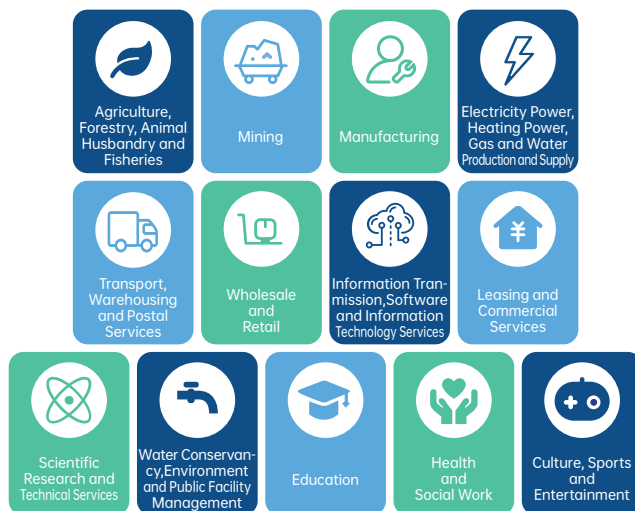 Agriculture,
Forestry, Animal
Husbandry and
Fisheries
Mining
Manufacturing
Electricity Power,
Heating Power,
Gas and Water
Production and Supply
Transport,
Warehousing
and Postal
Services
Wholesale
and
Retail
Information Tran-
mission,Software
and Information
Technology Services
¥
Leasing and
Commercial
Services
Scientific
Research and
Technical Services
Water Conservan-
cy,Environment
and Public Facility
Management
Education
Health
and
Social Work
Culture, Sports
and
Entertainment